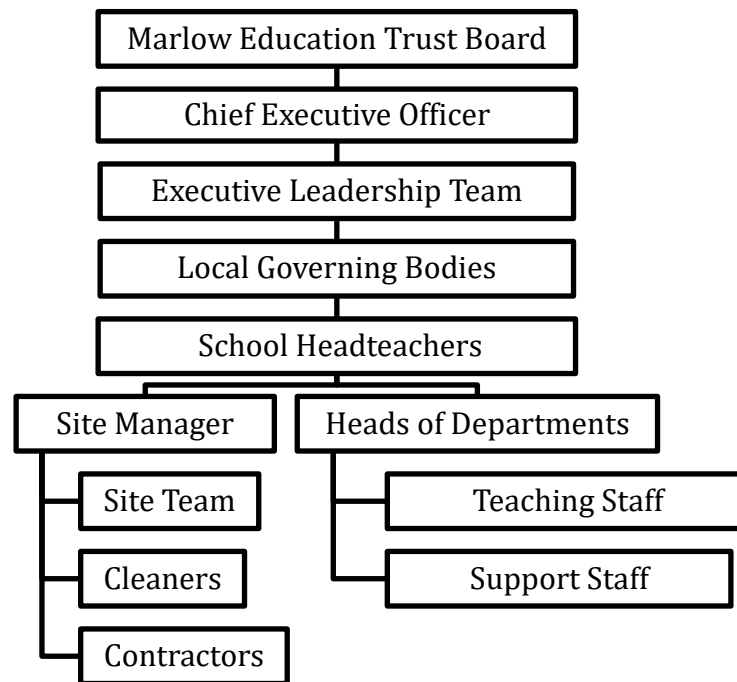 Marlow Education Trust Board
Chief Executive Officer
Executive Leadership Team
Local Governing Bodies
School Headteachers
Site Manager
Site Team
Cleaners
Contractors
Heads of Departments
Teaching Staff
Support Staff